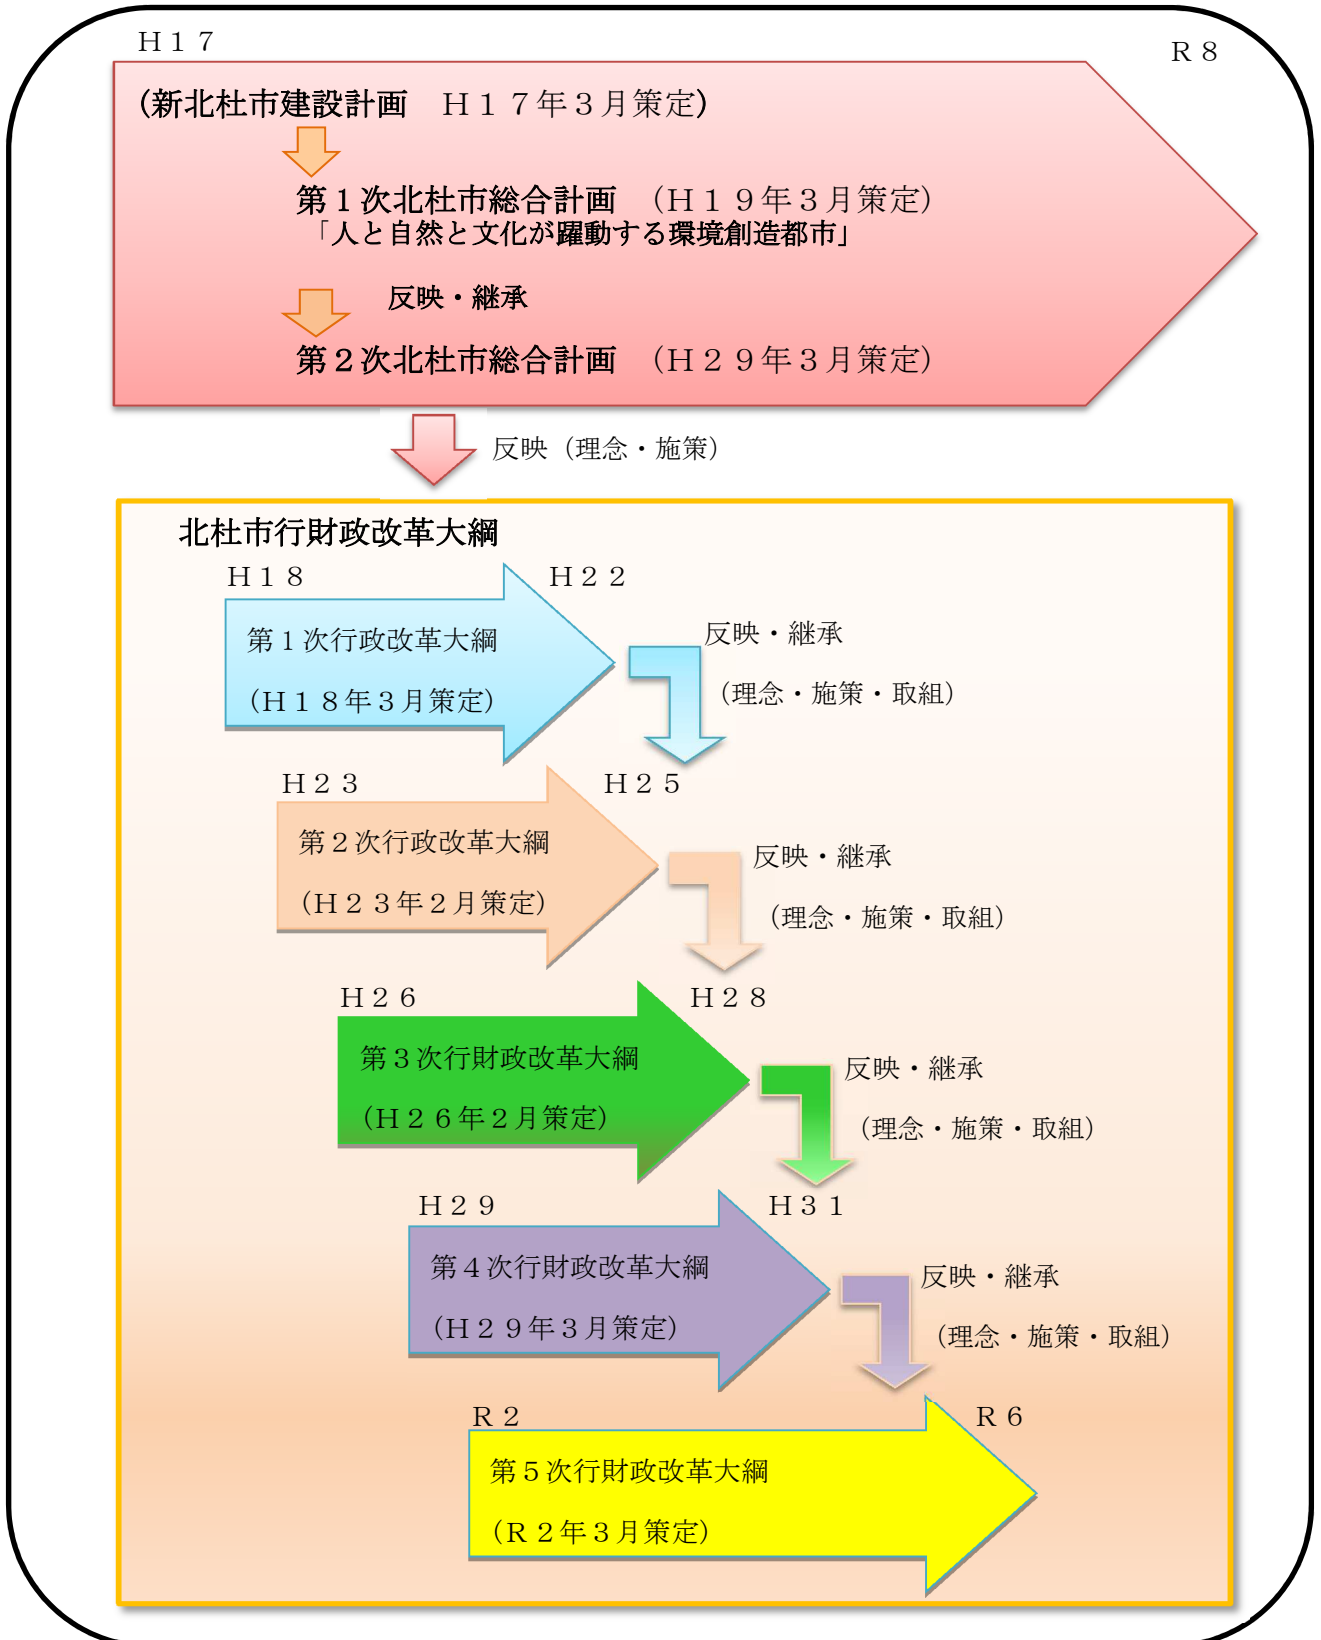 Ｈ１７
Ｒ８
(新北杜市建設計画　Ｈ１７年３月策定)
第１次北杜市総合計画　（Ｈ１９年３月策定）
「人と自然と文化が躍動する環境創造都市」
反映・継承
第２次北杜市総合計画　（Ｈ２９年３月策定）
反映（理念・施策）
北杜市行財政改革大綱
Ｈ１８
Ｈ２２
第１次行政改革大綱
（Ｈ１８年３月策定）
反映・継承
（理念・施策・取組）
Ｈ２３
Ｈ２５
第２次行政改革大綱
（Ｈ２３年２月策定）
反映・継承
（理念・施策・取組）
Ｈ２６
Ｈ２８
第３次行財政改革大綱
（Ｈ２６年２月策定）
反映・継承
（理念・施策・取組）
Ｈ２９
Ｈ３１
第４次行財政改革大綱
（Ｈ２９年３月策定）
反映・継承
（理念・施策・取組）
Ｒ２
Ｒ６
第５次行財政改革大綱
（Ｒ２年３月策定）